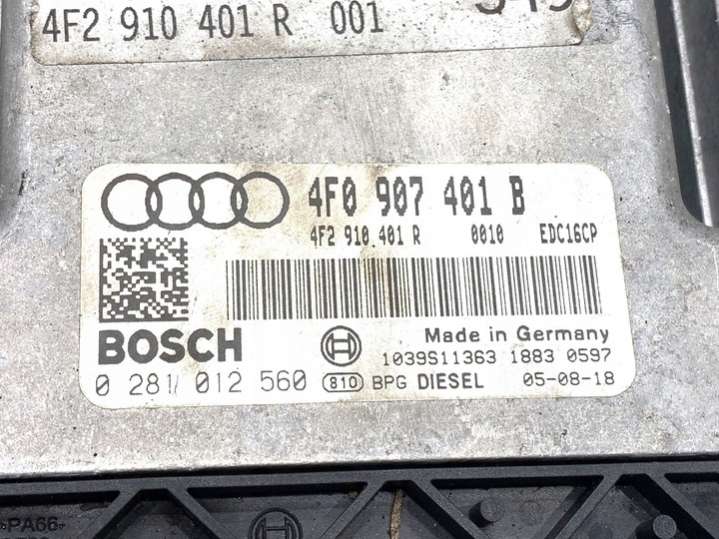 4F2 910 401 R 001
4F0 907 401 B
4F2 910 401 R 0010 EDC16CP
BOSCH
Made in Germany
1039S11363 1883 0597
0 281 012 560 810 BPG DIESEL 05-08-18
-PA66-